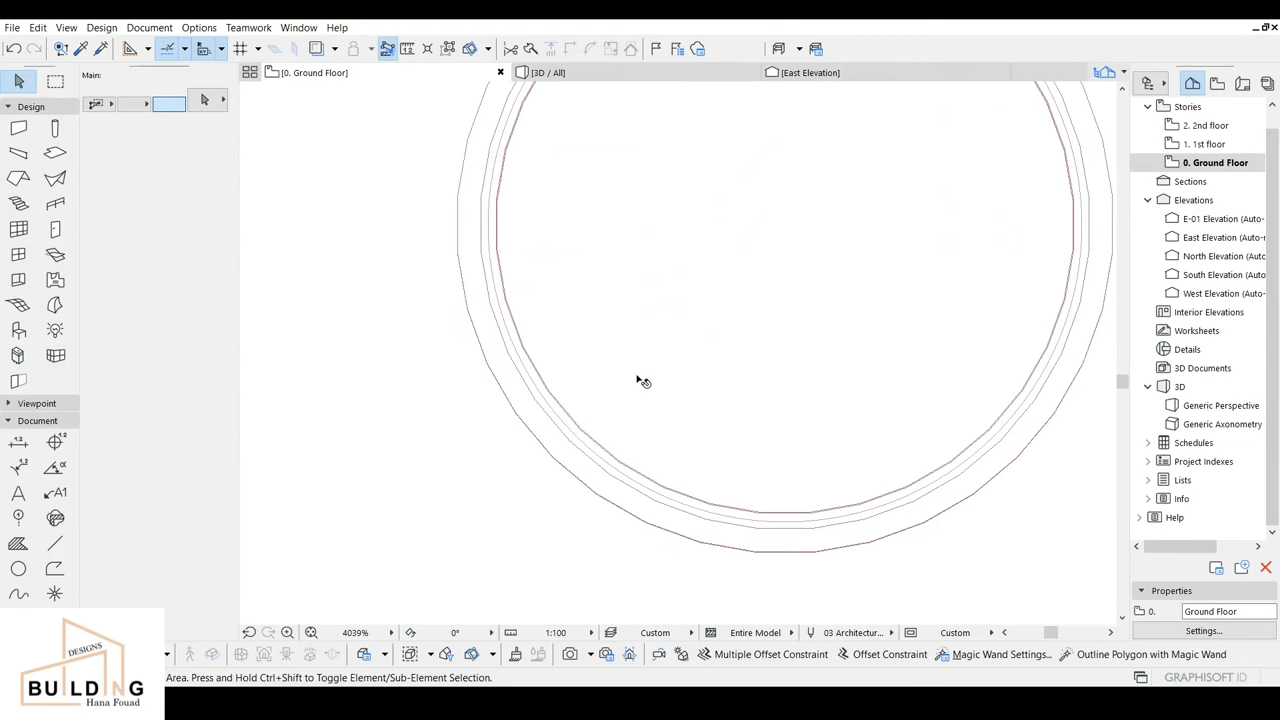 File Edit View Design Document Options Teamwork Window Help
Main:
[0. Ground Floor] [3D / All] [East Elevation]
Design
Viewpoint
Document
Stories
2. 2nd floor
1. 1st floor
0. Ground Floor
Sections
Elevations
E-01 Elevation (Auto-
East Elevation (Auto-r
North Elevation (Auto-
South Elevation (Auto-
West Elevation (Auto-
Interior Elevations
Worksheets
Details
3D Documents
3D
Generic Perspective
Generic Axonometry
Schedules
Project Indexes
Lists
Info
Help
Properties
0. Ground Floor
Settings...
4039% 0° 1:100 Custom Entire Model 03 Architectur... Custom
Multiple Offset Constraint Offset Constraint Magic Wand Settings... Outline Polygon with Magic Wand
Area. Press and Hold Ctrl+Shift to Toggle Element/Sub-Element Selection.
GRAPHISOFT ID
DESIGNS
BUILDING
Hana Fouad